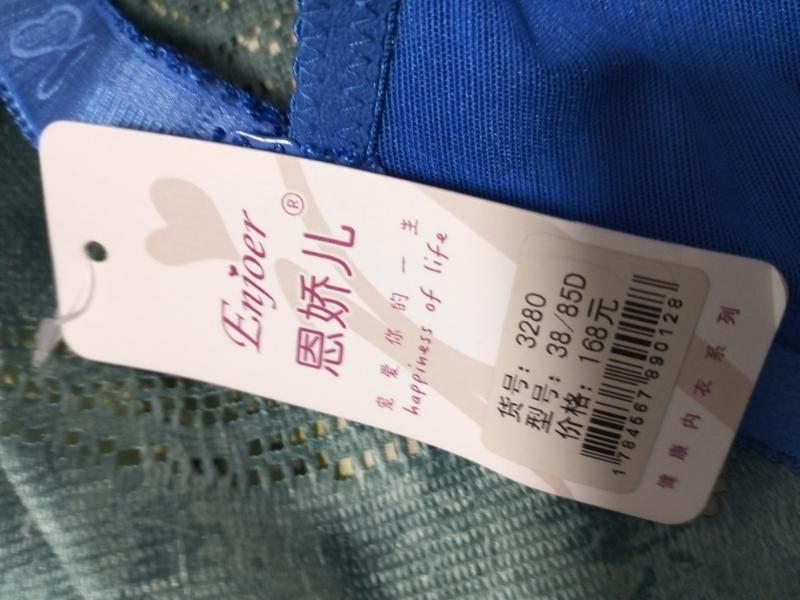 Enjoer®
恩娇儿
宠爱你的一生
happiness of life
货号: 3280
型号: 38/85D
价格: 168元
1784567890128
健康内衣系列